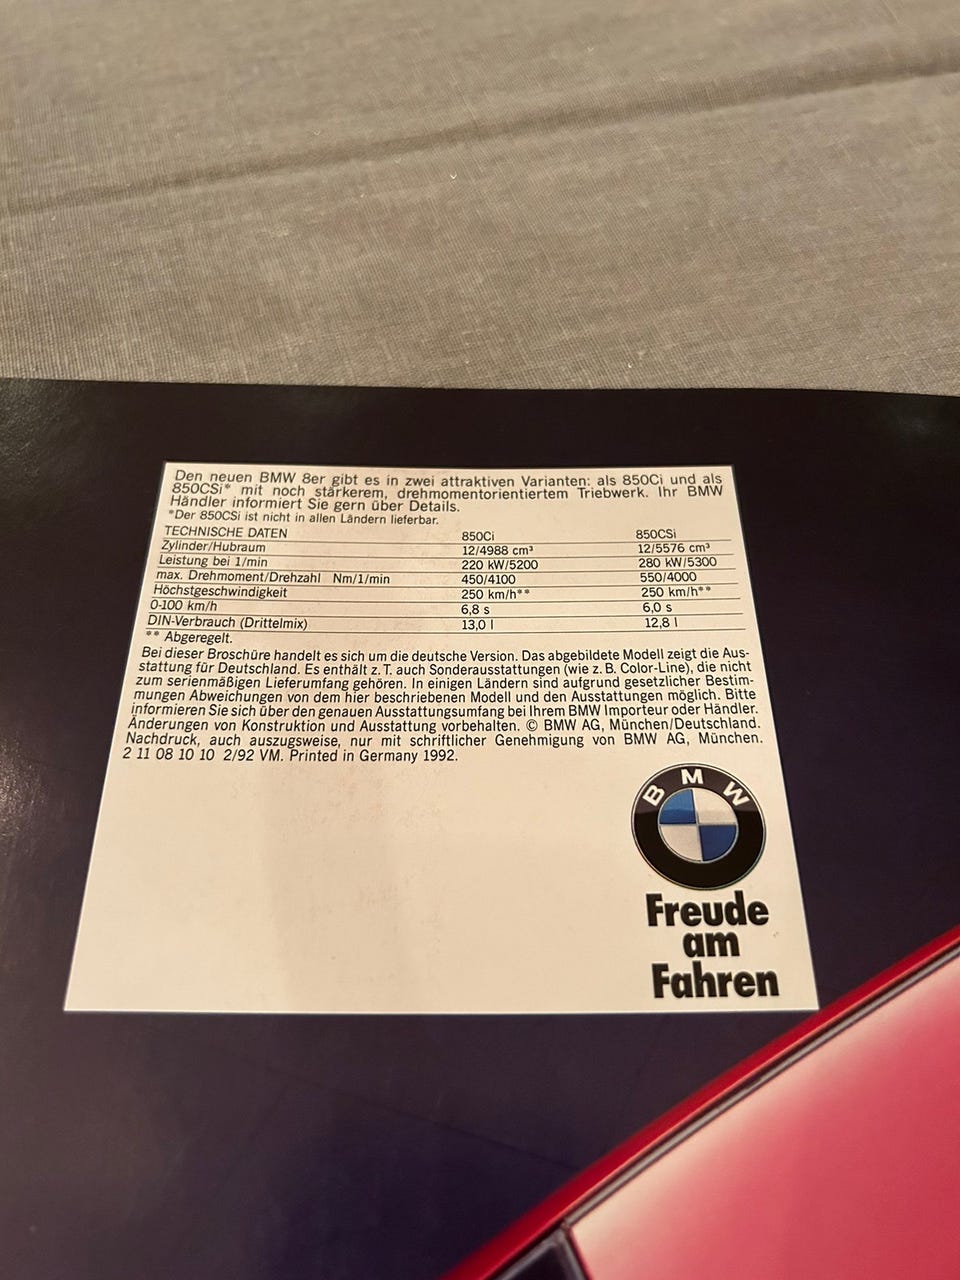 Den neuen BMW 8er gibt es in zwei attraktiven Varianten: als 850Ci und als
850CSi* mit noch stärkerem, drehmomentorientiertem Triebwerk. Ihr BMW
Händler informiert Sie gern über Details.
*Der 850CSi ist nicht in allen Ländern lieferbar.
TECHNISCHE DATEN 850Ci 850CSi
Zylinder/Hubraum 12/4988 cm³ 12/5576 cm³
Leistung bei 1/min 220 kW/5200 280 kW/5300
max. Drehmoment/Drehzahl Nm/1/min 450/4100 550/4000
Höchstgeschwindigkeit 250 km/h** 250 km/h**
0-100 km/h 6,8 s 6,0 s
DIN-Verbrauch (Drittelmix) 13,0 l 12,8 l
** Abgeregelt.
Bei dieser Broschüre handelt es sich um die deutsche Version. Das abgebildete Modell zeigt die Aus-
stattung für Deutschland. Es enthält z. T. auch Sonderausstattungen (wie z. B. Color-Line), die nicht
zum serienmäßigen Lieferumfang gehören. In einigen Ländern sind aufgrund gesetzlicher Bestim-
mungen Abweichungen von dem hier beschriebenen Modell und den Ausstattungen möglich. Bitte
informieren Sie sich über den genauen Ausstattungsumfang bei Ihrem BMW Importeur oder Händler.
Änderungen von Konstruktion und Ausstattung vorbehalten. © BMW AG, München/Deutschland.
Nachdruck, auch auszugsweise, nur mit schriftlicher Genehmigung von BMW AG, München.
2 11 08 10 10 2/92 VM. Printed in Germany 1992.
BMW
Freude
am
Fahren